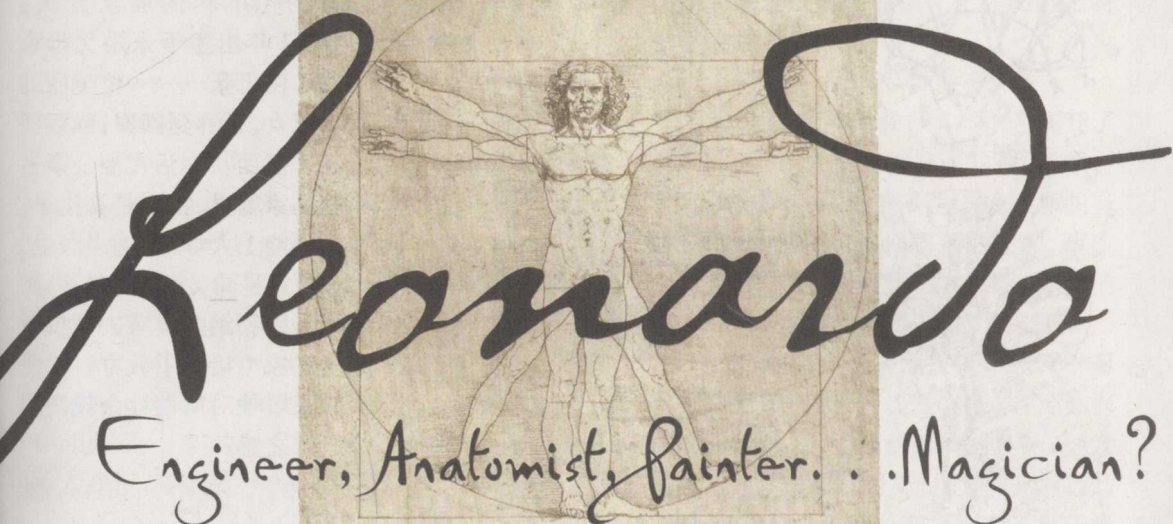 Leonardo
Engineer, Anatomist, Painter. . .Magician?